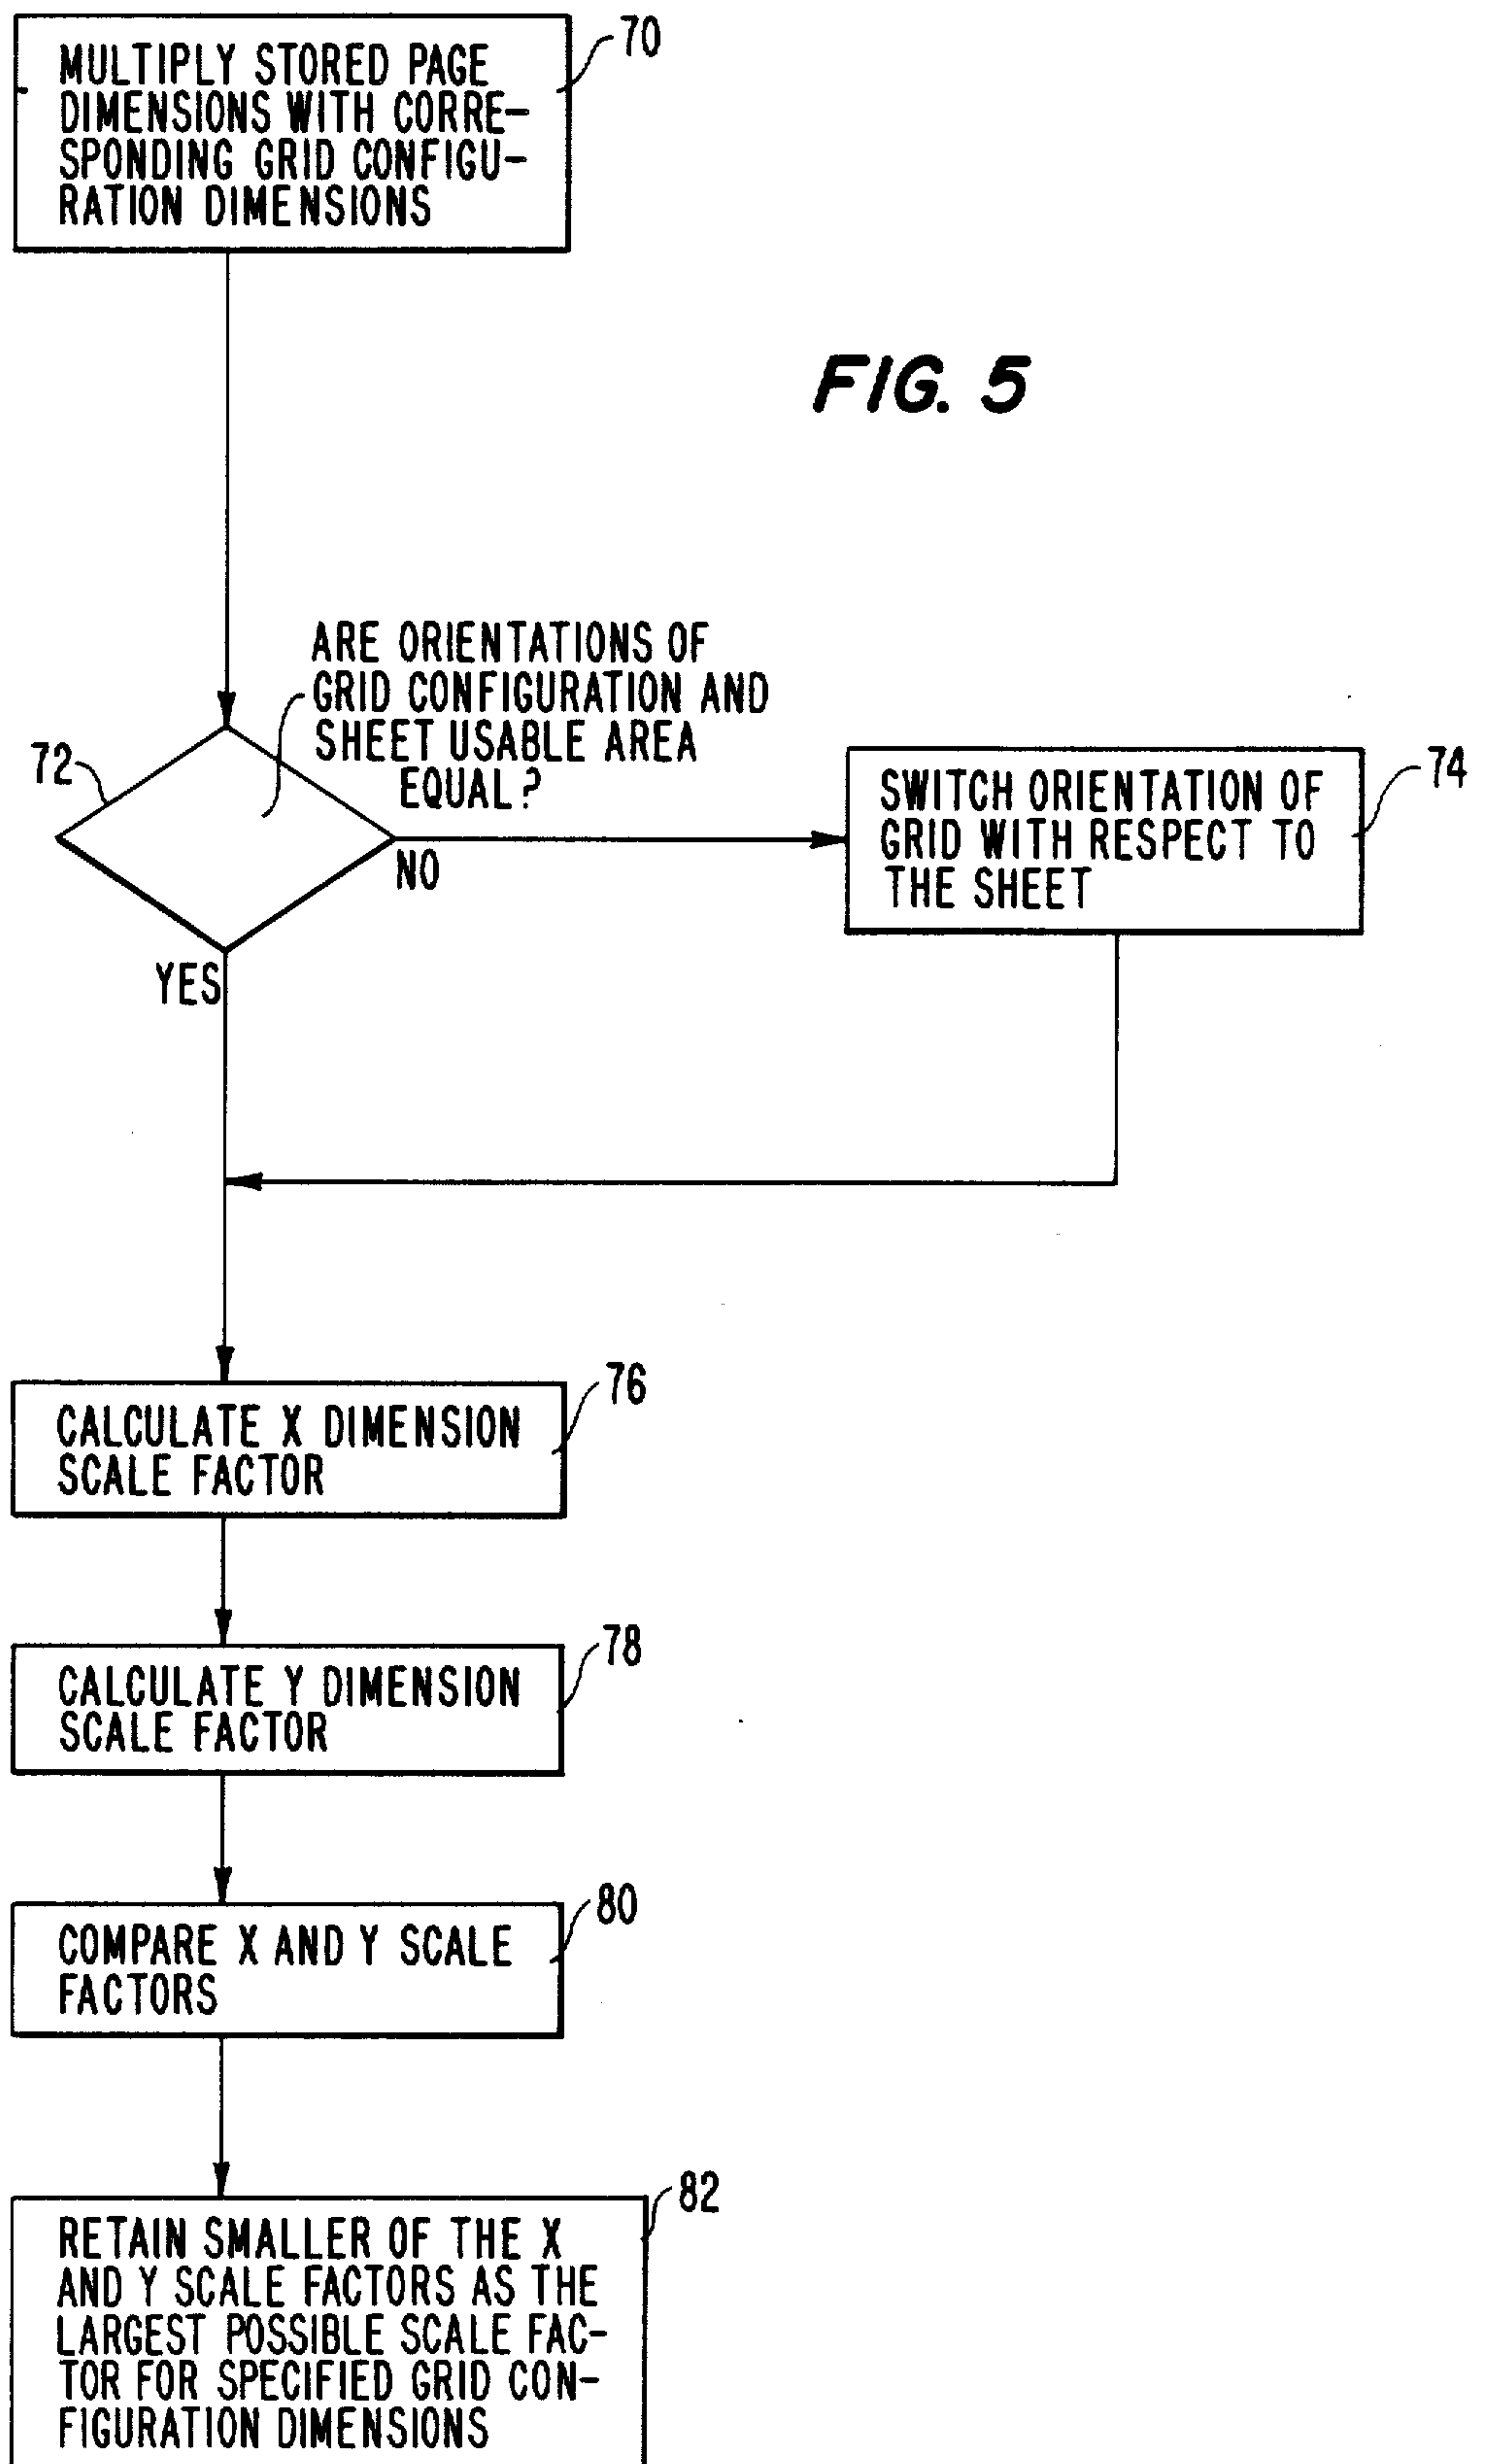 70
MULTIPLY STORED PAGE
DIMENSIONS WITH CORRE-
SPONDING GRID CONFIGU-
RATION DIMENSIONS
FIG. 5
ARE ORIENTATIONS OF
GRID CONFIGURATION AND
SHEET USABLE AREA
EQUAL?
72
NO
YES
74
SWITCH ORIENTATION OF
GRID WITH RESPECT TO
THE SHEET
76
CALCULATE X DIMENSION
SCALE FACTOR
78
CALCULATE Y DIMENSION
SCALE FACTOR
80
COMPARE X AND Y SCALE
FACTORS
82
RETAIN SMALLER OF THE X
AND Y SCALE FACTORS AS THE
LARGEST POSSIBLE SCALE FAC-
TOR FOR SPECIFIED GRID CON-
FIGURATION DIMENSIONS